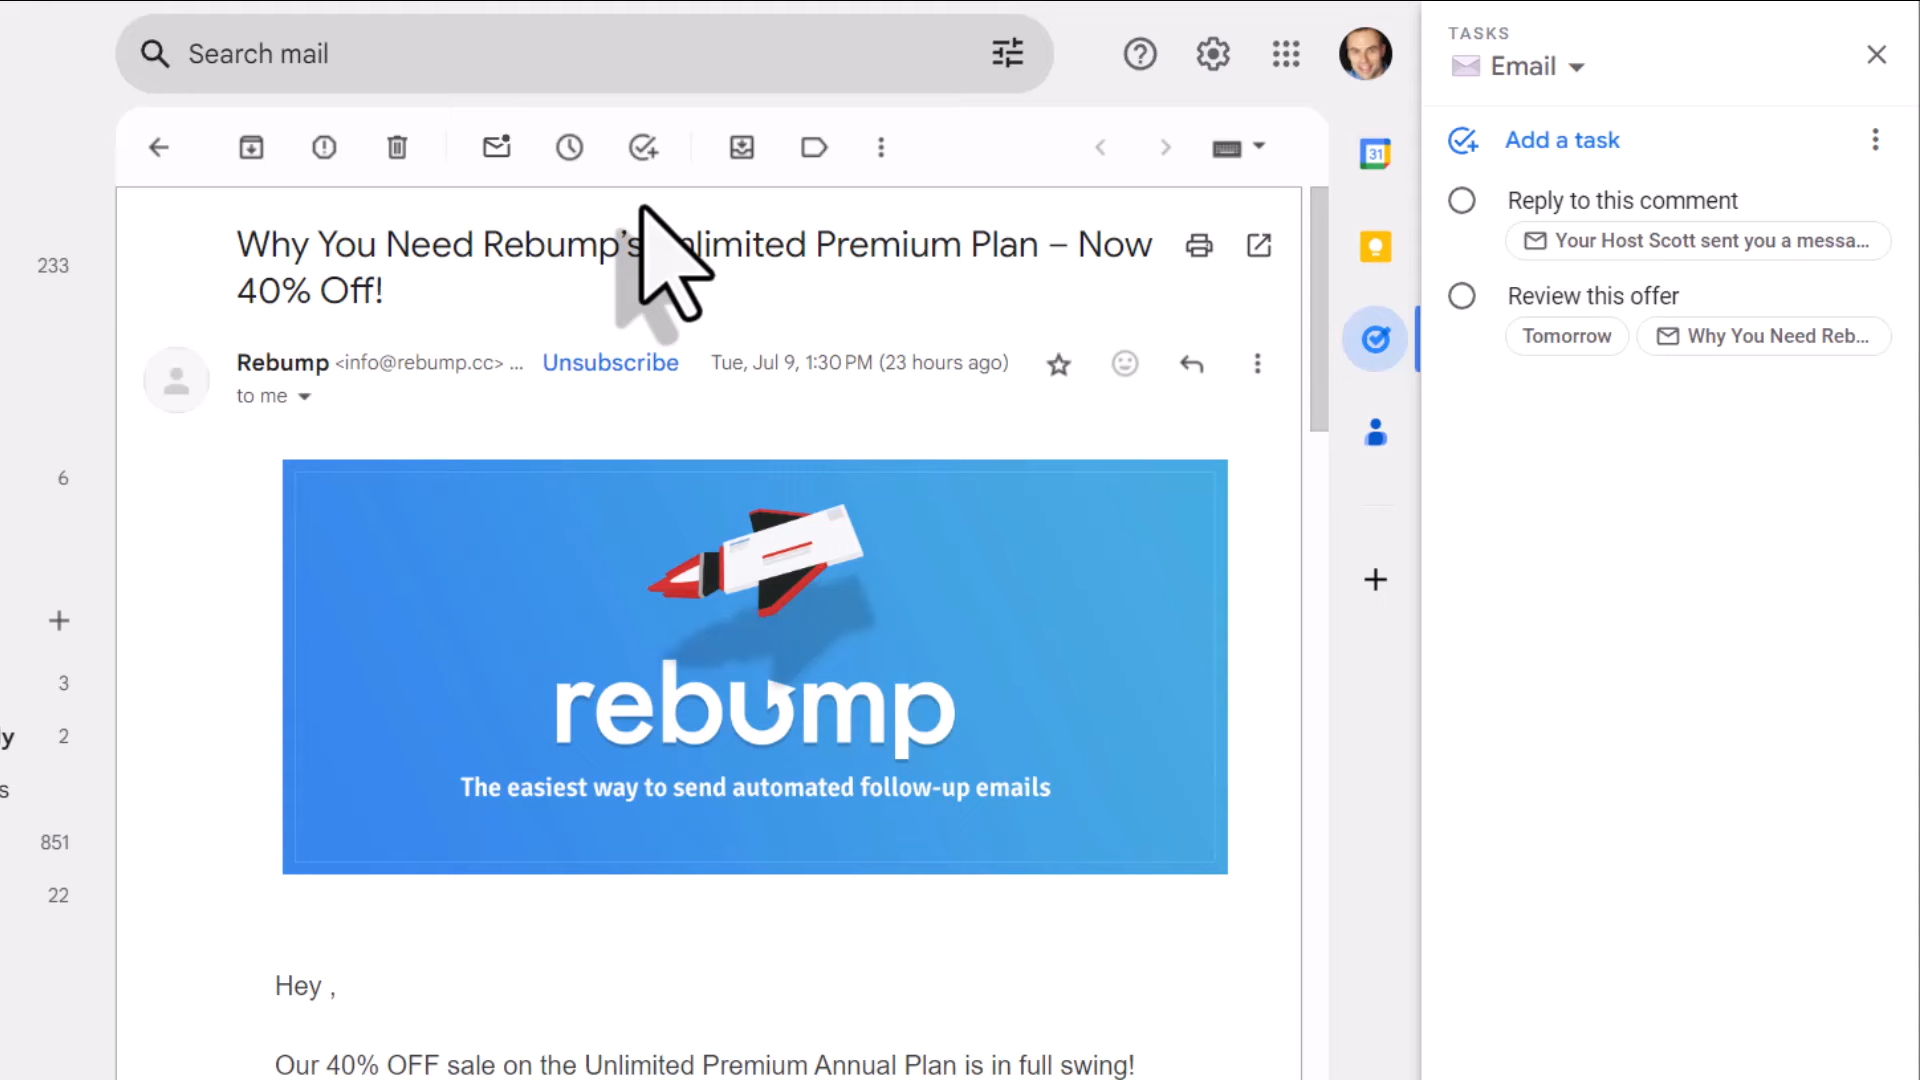 Search mail
TASKS
Email
Add a task
31
Reply to this comment
Your Host Scott sent you a messa...
Review this offer
Tomorrow
Why You Need Reb...
Why You Need Rebump's Unlimited Premium Plan – Now
40% Off!
Rebump <info@rebump.cc> ... Unsubscribe Tue, Jul 9, 1:30 PM (23 hours ago)
to me
233
6
3
ly 2
s
851
22
rebump
The easiest way to send automated follow-up emails
Hey ,
Our 40% OFF sale on the Unlimited Premium Annual Plan is in full swing!